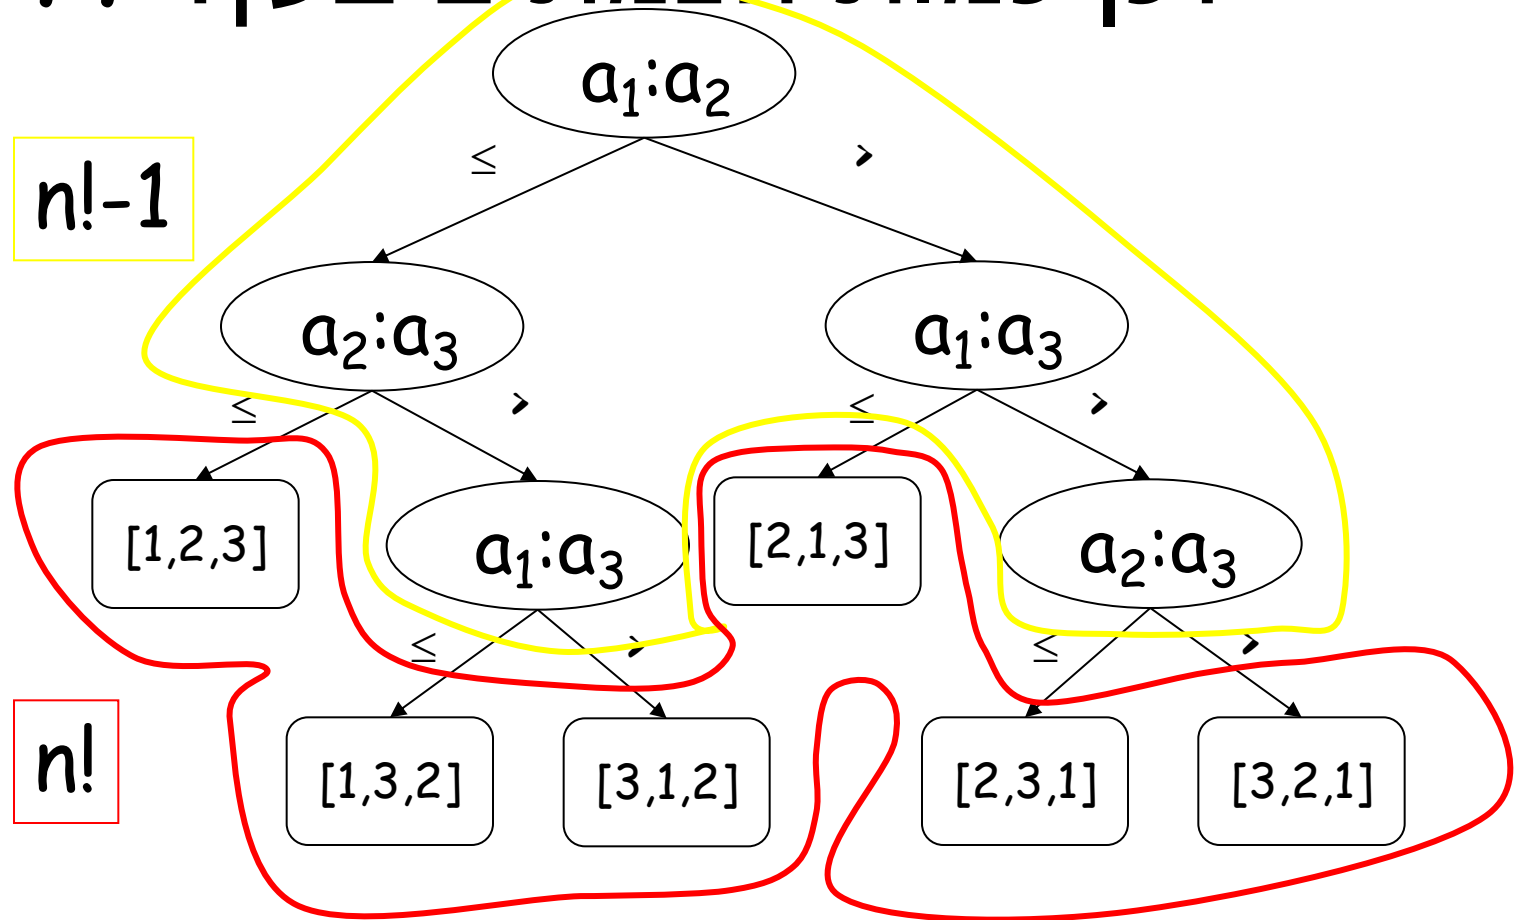 a₁:a₂
≤ >
n!-1
a₂:a₃ a₁:a₃
≤ > ≤ >
[1,2,3] a₁:a₃ [2,1,3] a₂:a₃
≤ > ≤ >
n!
[1,3,2] [3,1,2] [2,3,1] [3,2,1]